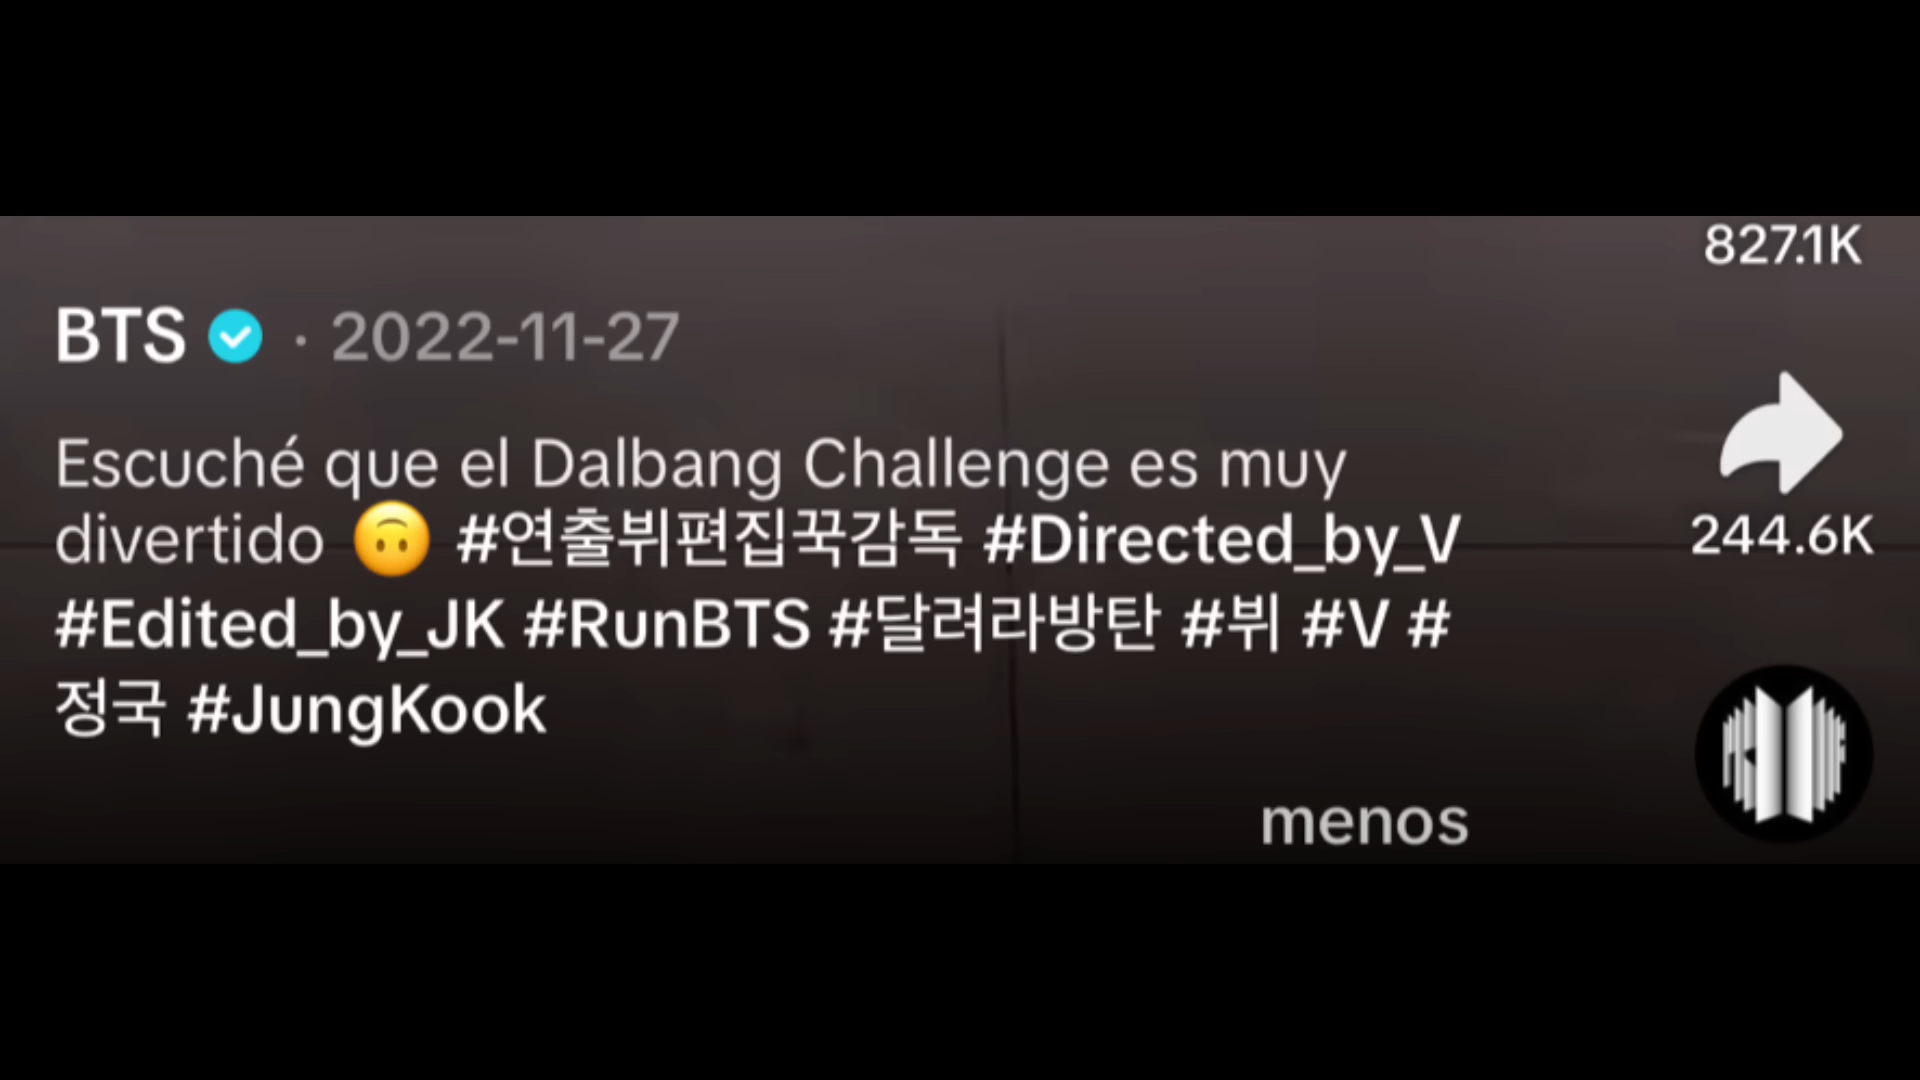 827.1K
BTS · 2022-11-27
Escuché que el Dalbang Challenge es muy
divertido 🙃 #연출뷔편집꾹감독 #Directed_by_V
#Edited_by_JK #RunBTS #달려라방탄 #뷔 #V #
정국 #JungKook
244.6K
menos